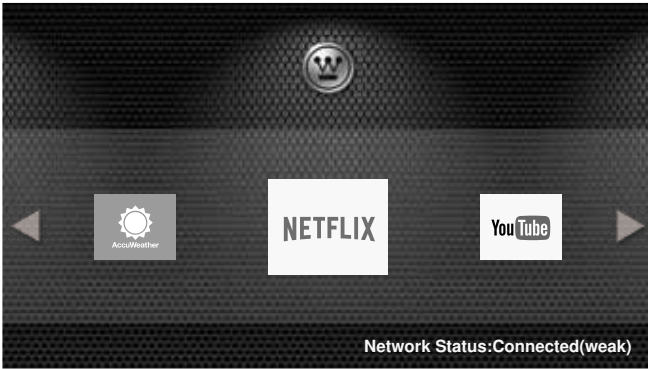 AccuWeather
NETFLIX
YouTube
Network Status:Connected(weak)